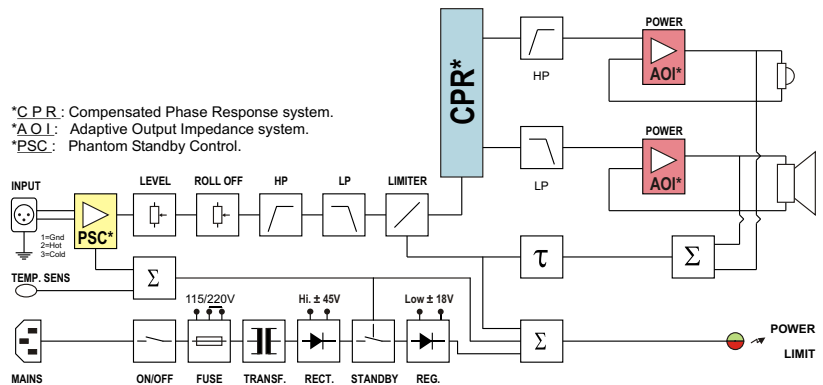 POWER
CPR*
HP
AOI*
*C P R : Compensated Phase Response system.
*A O I : Adaptive Output Impedance system.
*PSC : Phantom Standby Control.
POWER
LP
AOI*
INPUT
LEVEL
ROLL OFF
HP
LP
LIMITER
PSC*
1=Gnd
2=Hot
3=Cold
τ
Σ
TEMP. SENS
Σ
115/220V
Hi. ± 45V
Low ± 18V
Σ
POWER
LIMIT
MAINS
ON/OFF
FUSE
TRANSF.
RECT.
STANDBY
REG.